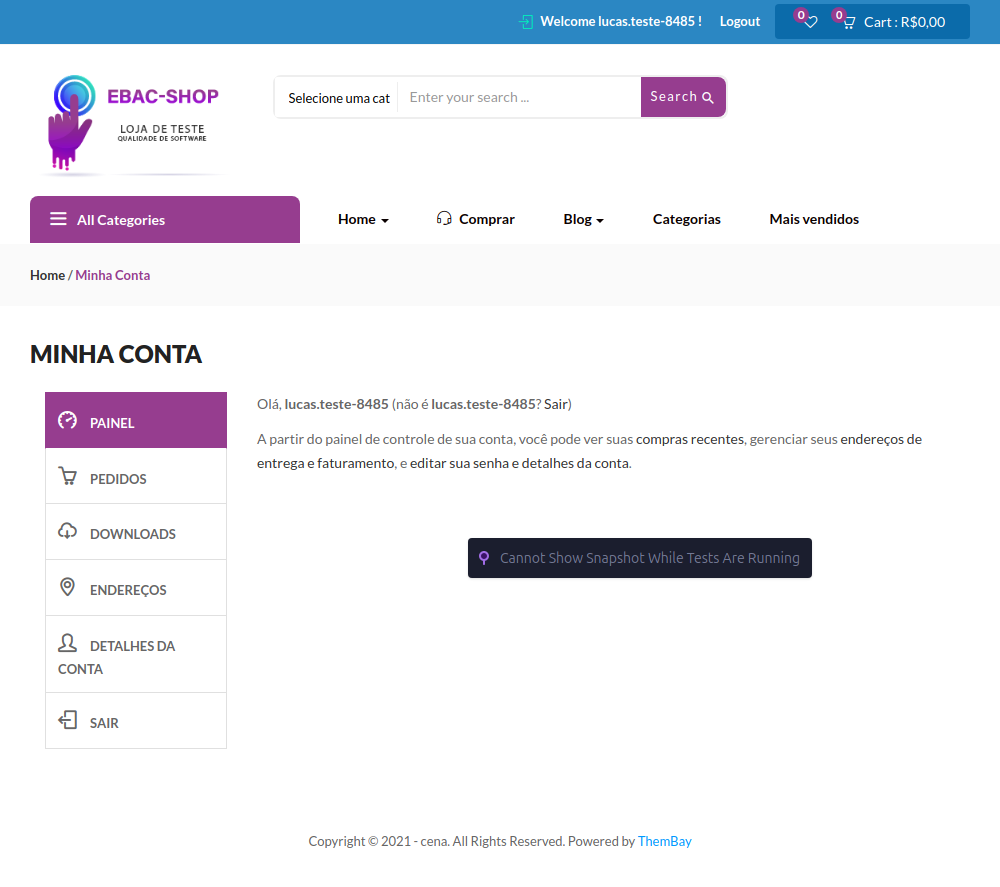 Welcome lucas.teste-8485 ! Logout 0 0 Cart : R$0,00
EBAC-SHOP
LOJA DE TESTE
QUALIDADE DE SOFTWARE
Selecione uma cat Enter your search ... Search
All Categories Home Comprar Blog Categorias Mais vendidos
Home / Minha Conta
MINHA CONTA
PAINEL
PEDIDOS
DOWNLOADS
ENDEREÇOS
DETALHES DA
CONTA
SAIR
Olá, lucas.teste-8485 (não é lucas.teste-8485? Sair)
A partir do painel de controle de sua conta, você pode ver suas compras recentes, gerenciar seus endereços de
entrega e faturamento, e editar sua senha e detalhes da conta.
Cannot Show Snapshot While Tests Are Running
Copyright © 2021 - cena. All Rights Reserved. Powered by ThemBay